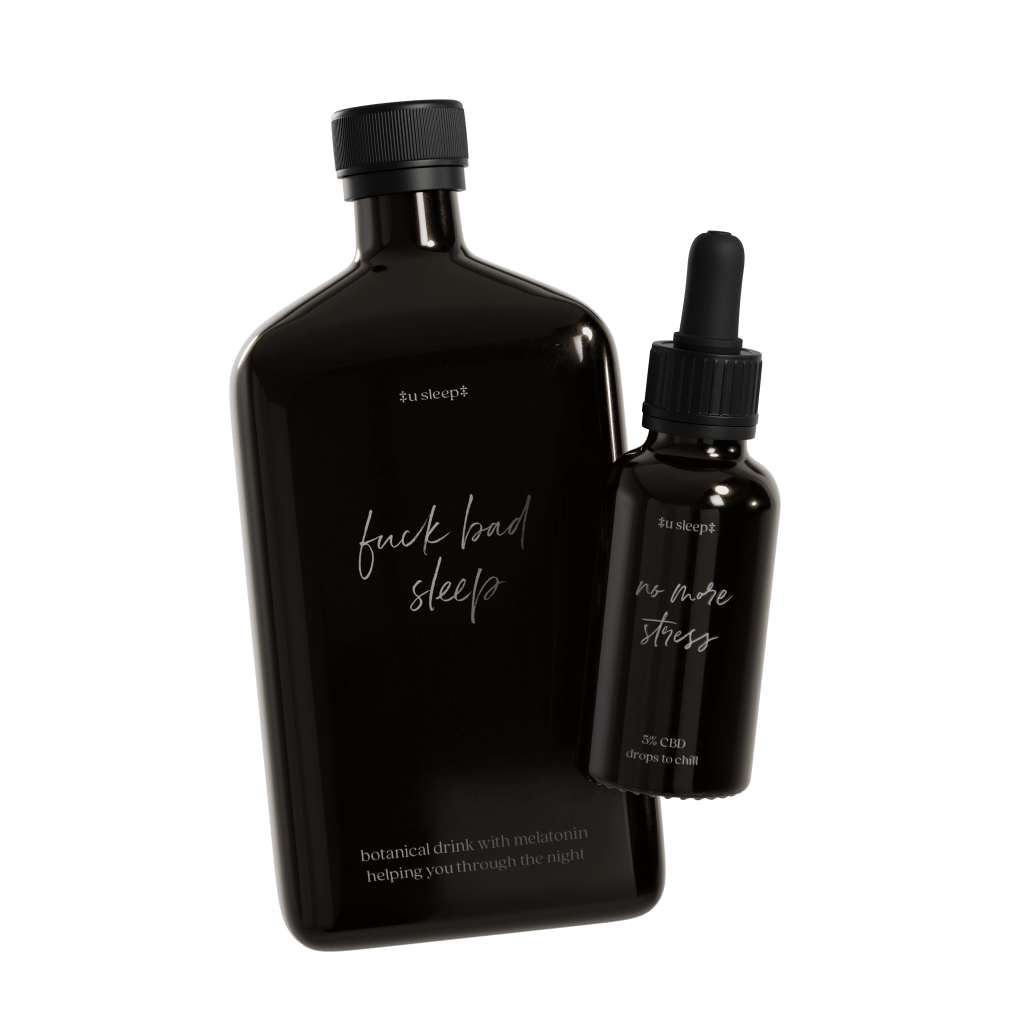 ‡u sleep‡
fuck bad
sleep
botanical drink with melatonin
helping you through the night
‡u sleep‡
no more
stress
5% CBD
drops to chill